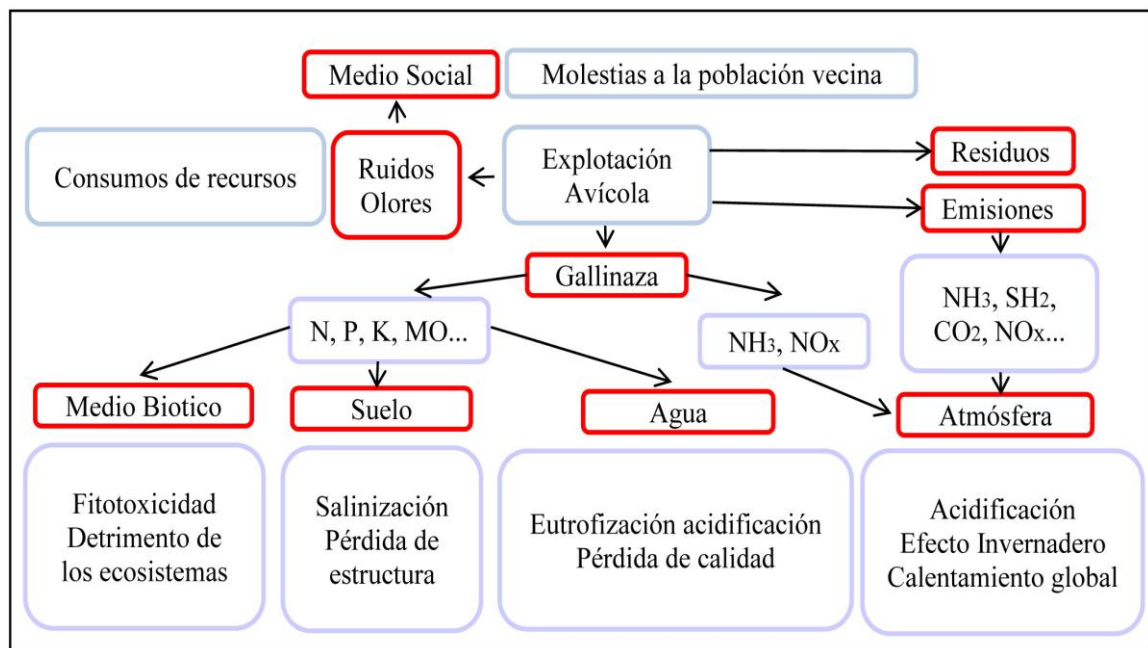 Medio Social
Molestias a la población vecina
Consumos de recursos
Ruidos
Olores
Explotación
Avícola
Residuos
Emisiones
Gallinaza
NH3, SH2,
CO2, NOx...
N, P, K, MO...
NH3, NOx
Medio Biotico
Suelo
Agua
Atmósfera
Fitotoxicidad
Detrimento de
los ecosistemas
Salinización
Pérdida de
estructura
Eutrofización acidificación
Pérdida de calidad
Acidificación
Efecto Invernadero
Calentamiento global